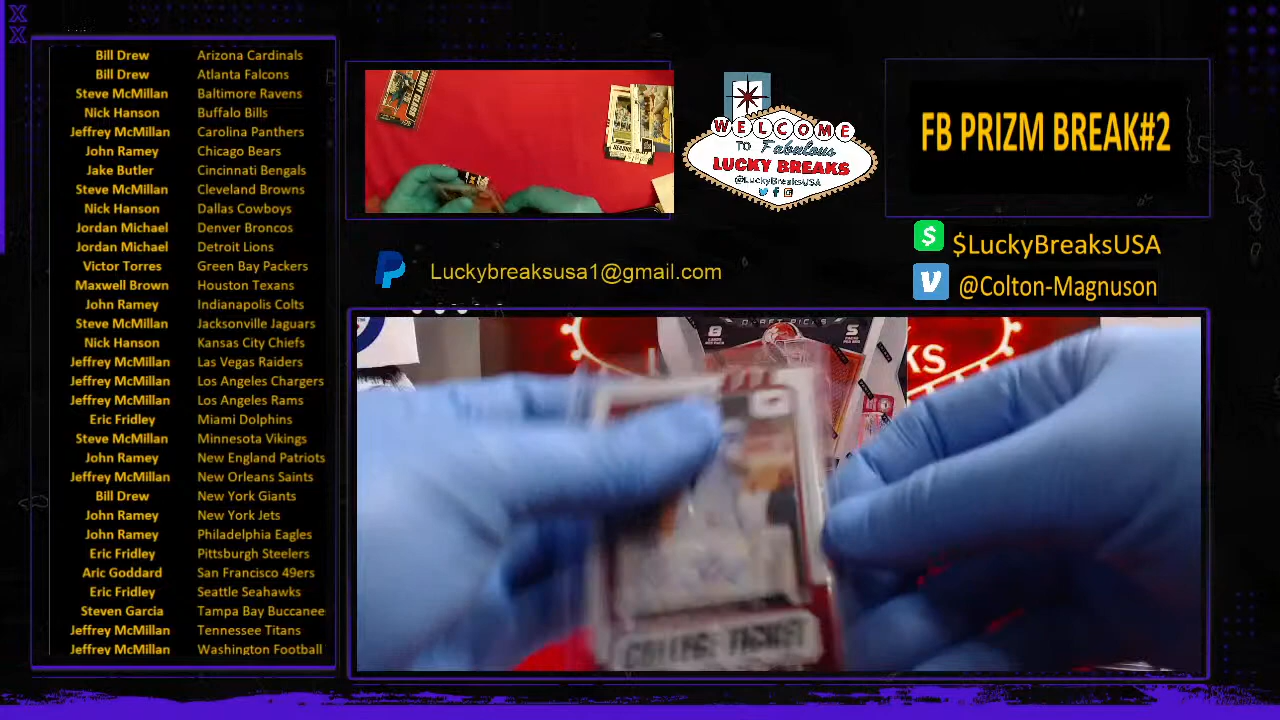 Bill Drew Arizona Cardinals
Bill Drew Atlanta Falcons
Steve McMillan Baltimore Ravens
Nick Hanson Buffalo Bills
Jeffrey McMillan Carolina Panthers
John Ramey Chicago Bears
Jake Butler Cincinnati Bengals
Steve McMillan Cleveland Browns
Nick Hanson Dallas Cowboys
Jordan Michael Denver Broncos
Jordan Michael Detroit Lions
Victor Torres Green Bay Packers
Maxwell Brown Houston Texans
John Ramey Indianapolis Colts
Steve McMillan Jacksonville Jaguars
Nick Hanson Kansas City Chiefs
Jeffrey McMillan Las Vegas Raiders
Jeffrey McMillan Los Angeles Chargers
Jeffrey McMillan Los Angeles Rams
Eric Fridley Miami Dolphins
Steve McMillan Minnesota Vikings
John Ramey New England Patriots
Jeffrey McMillan New Orleans Saints
Bill Drew New York Giants
John Ramey New York Jets
John Ramey Philadelphia Eagles
Eric Fridley Pittsburgh Steelers
Aric Goddard San Francisco 49ers
Eric Fridley Seattle Seahawks
Steven Garcia Tampa Bay Buccanee
Jeffrey McMillan Tennessee Titans
Jeffrey McMillan Washington Football
WELCOME
TO Fabulous
LUCKY BREAKS
@LuckyBreaksUSA
FB PRIZM BREAK#2
$LuckyBreaksUSA
@Colton-Magnuson
Luckybreaksusa1@gmail.com
DRAFT PICKS
KS
COLLEGE TICKET